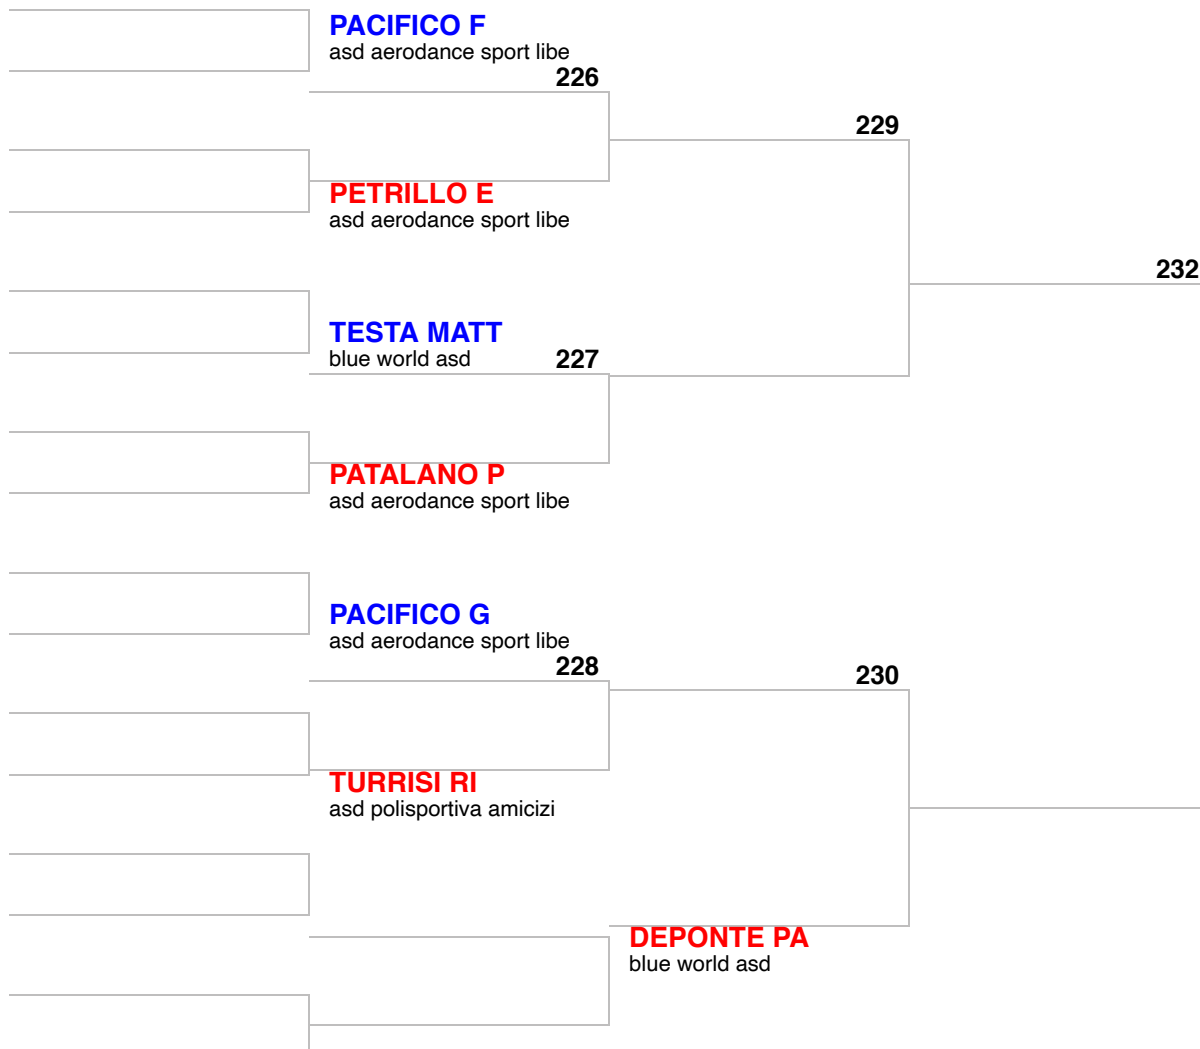 PACIFICO F
asd aerodance sport libe
226
229
PETRILLO E
asd aerodance sport libe
232
TESTA MATT
blue world asd
227
PATALANO P
asd aerodance sport libe
PACIFICO G
asd aerodance sport libe
228
230
TURRISI RI
asd polisportiva amicizi
DEPONTE PA
blue world asd